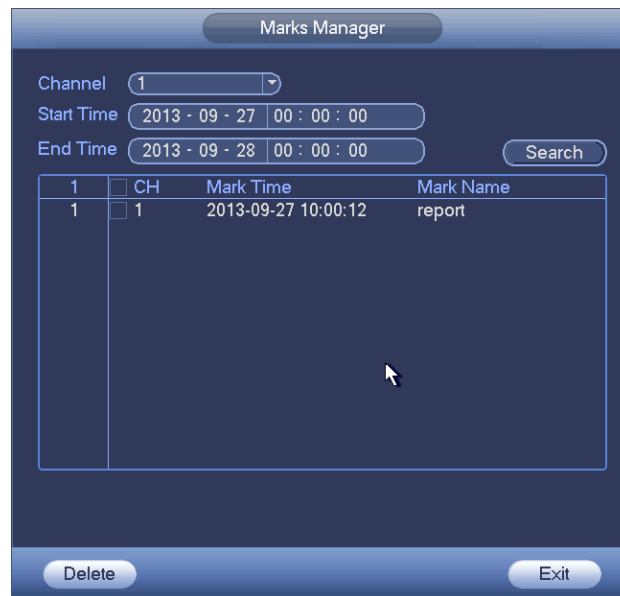 Marks Manager
Channel 1
Start Time 2013 - 09 - 27 00 : 00 : 00
End Time 2013 - 09 - 28 00 : 00 : 00 Search
1 CH Mark Time Mark Name
1 1 2013-09-27 10:00:12 report
Delete Exit